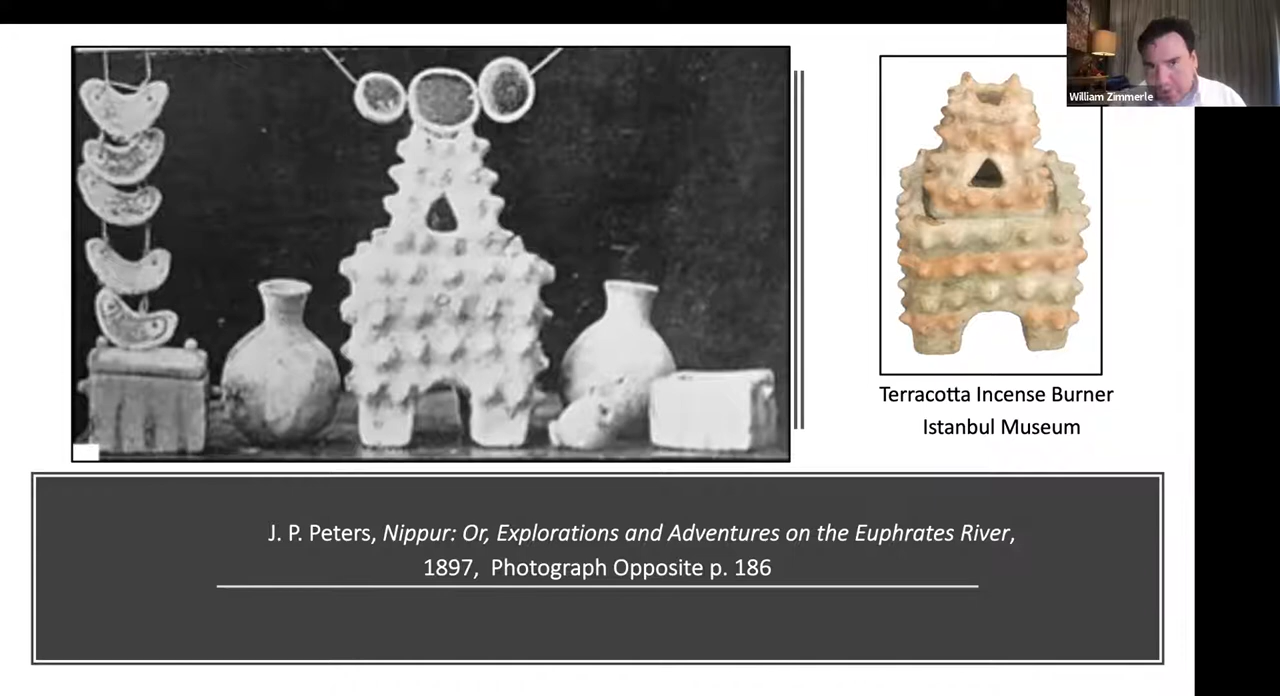 William Zimmerle
Terracotta Incense Burner
Istanbul Museum
J. P. Peters, Nippur: Or, Explorations and Adventures on the Euphrates River,
1897, Photograph Opposite p. 186